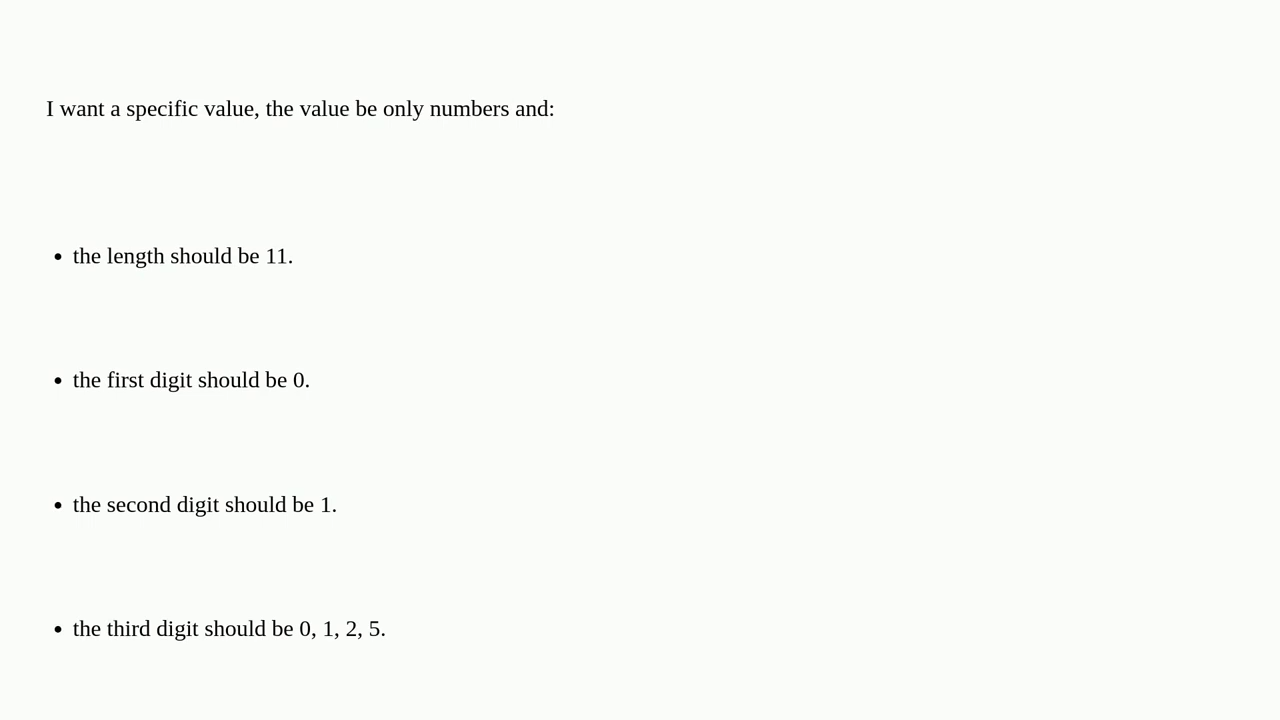 I want a specific value, the value be only numbers and:
• the length should be 11.
• the first digit should be 0.
• the second digit should be 1.
• the third digit should be 0, 1, 2, 5.